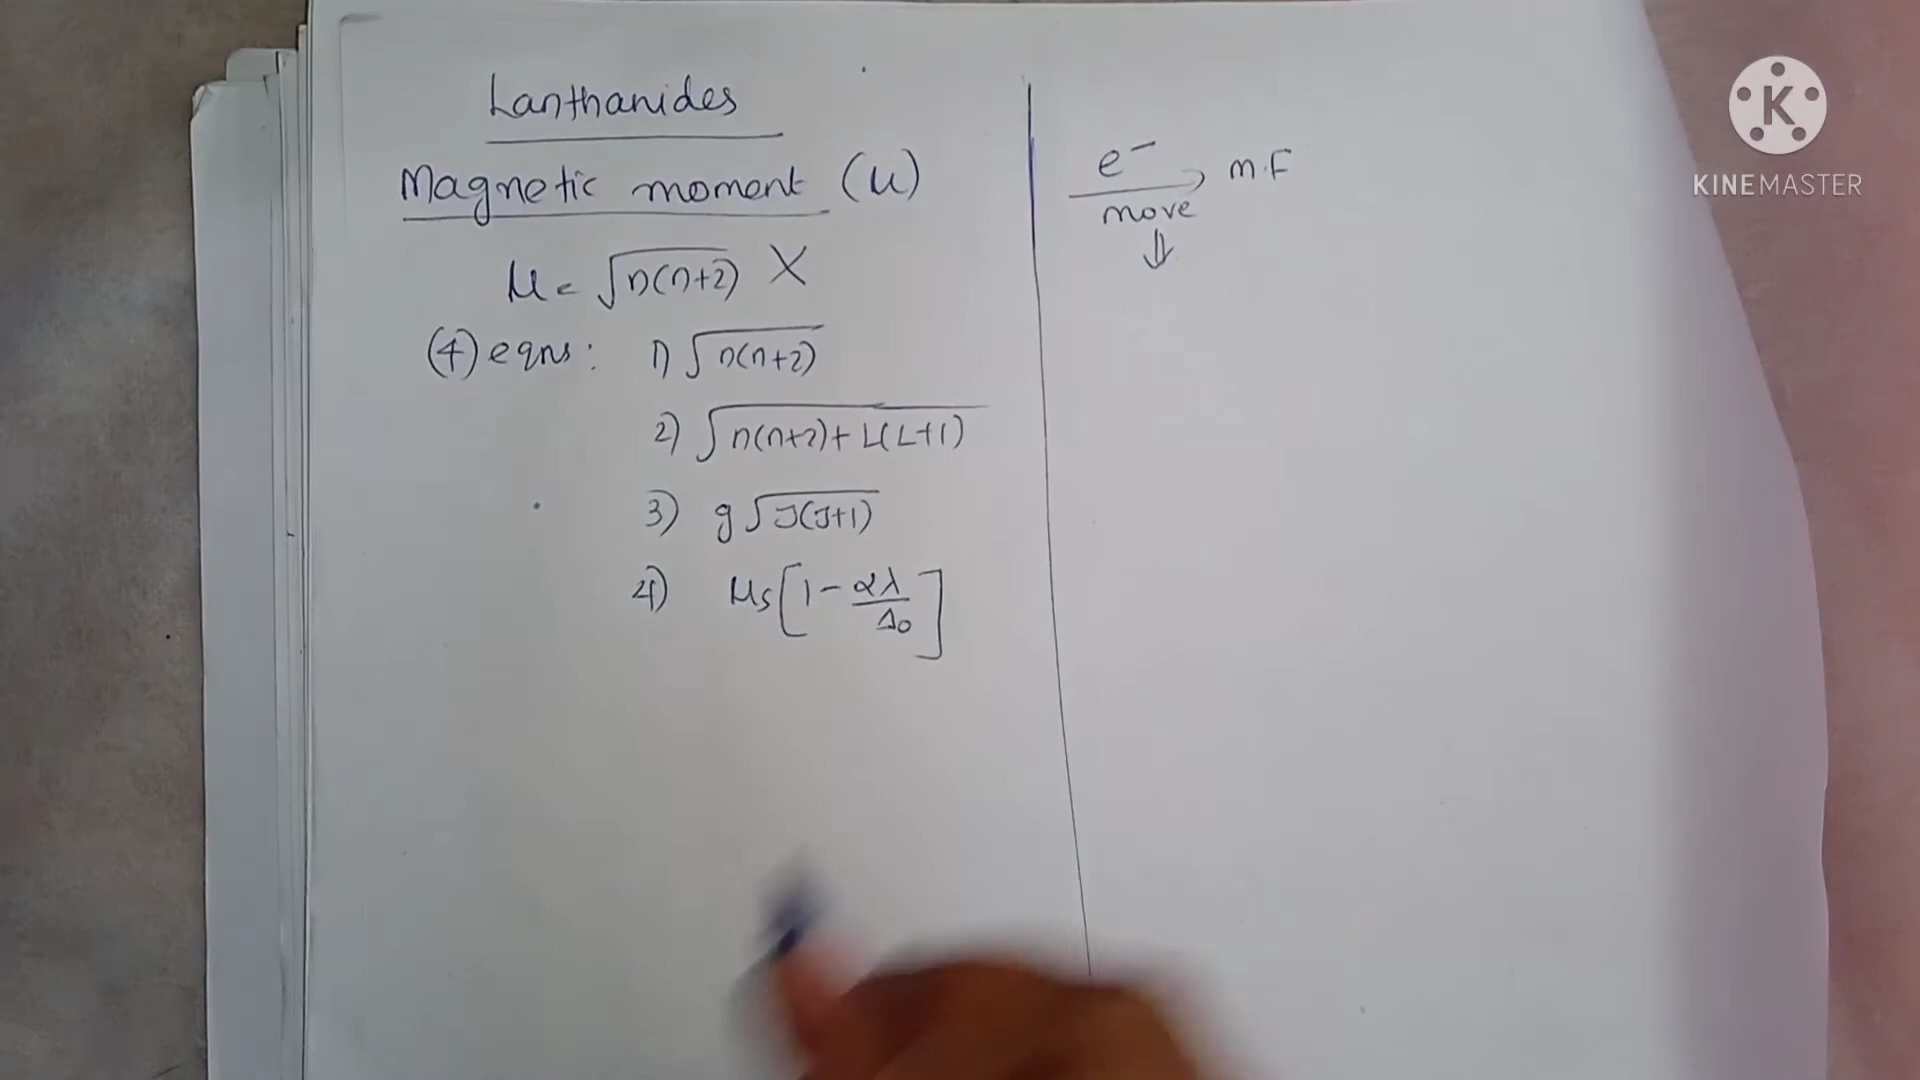 Lanthanides
Magnetic moment (μ)
μ = √n(n+2) X
(4) eqns : 1) √n(n+2)
2) √n(n+2)+L(L+1)
3) g√J(J+1)
4) μs[1-αλ/Δo]
e⁻ → m.F
move
⇓
K
KINEMASTER